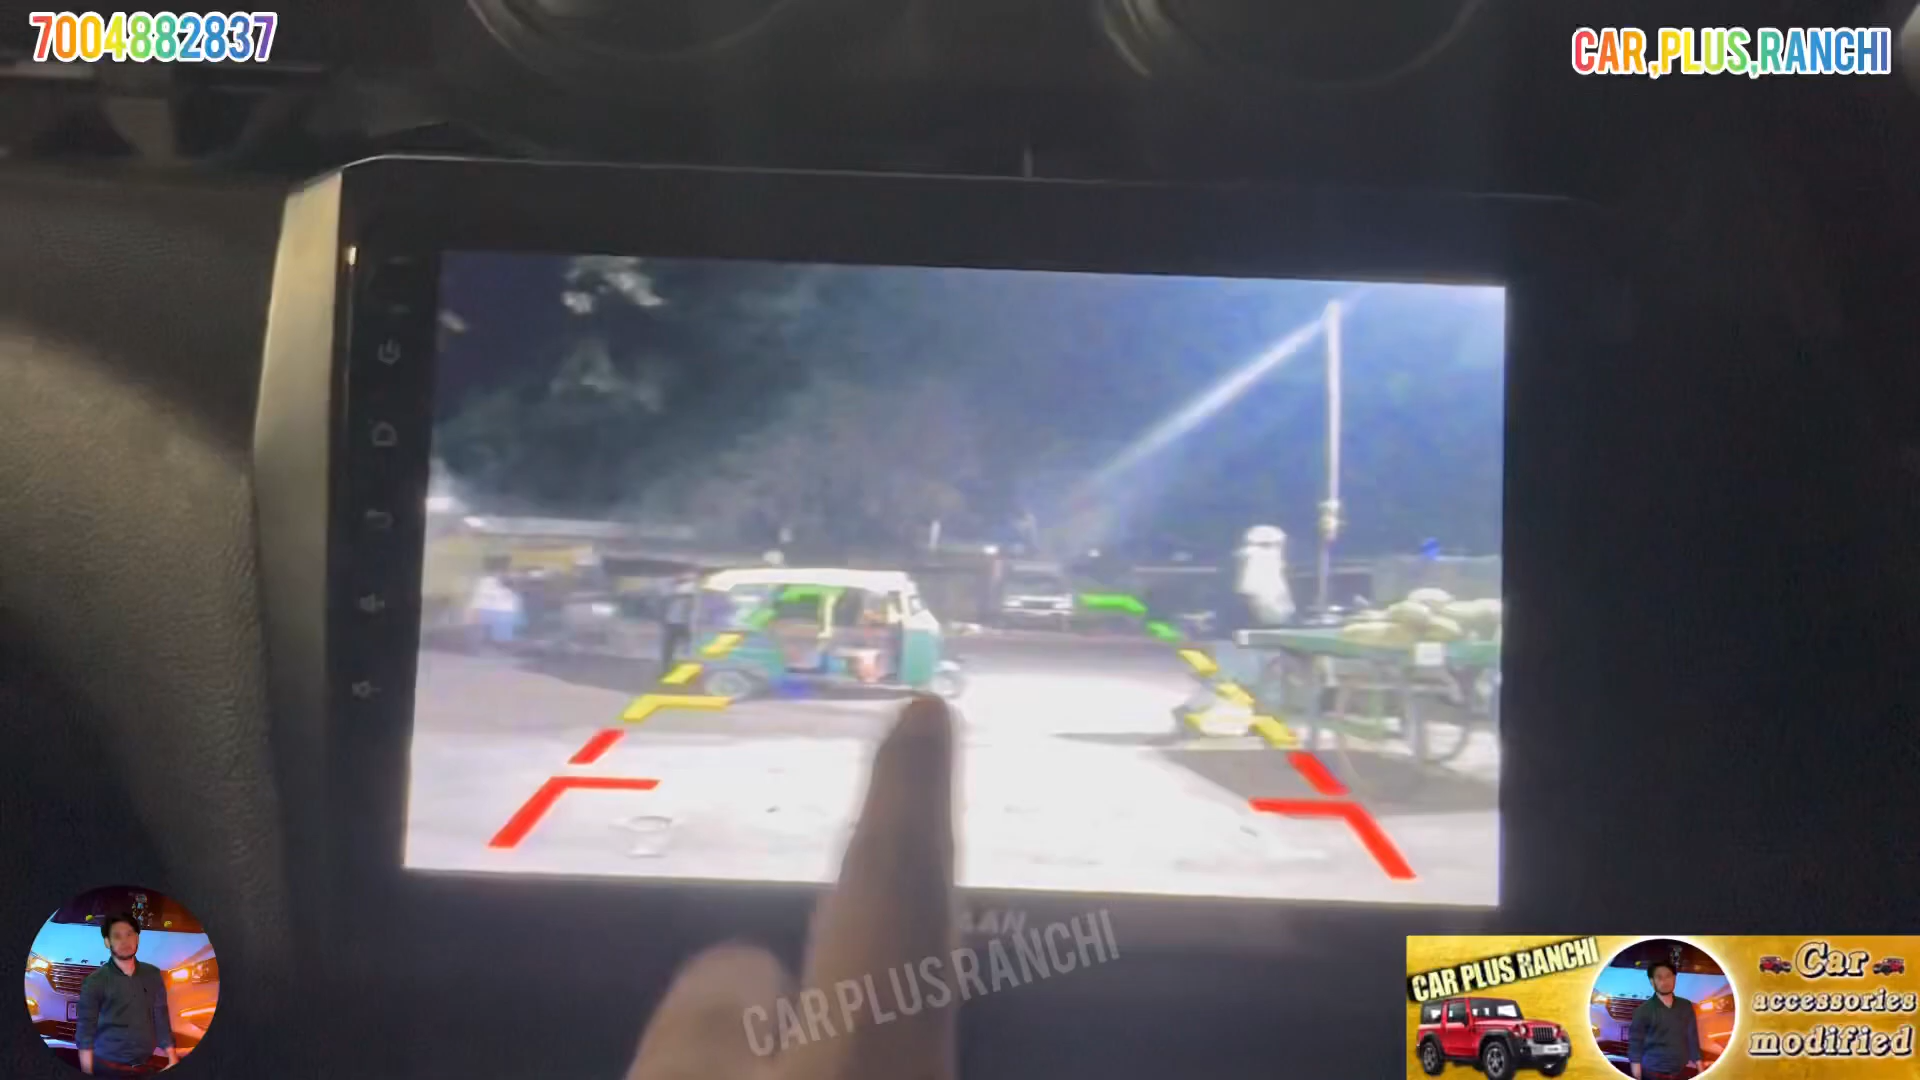 7004882837
CAR,PLUS,RANCHI
CAR PLUS RANCHI
CAR PLUS RANCHI
Car
accessories
modified